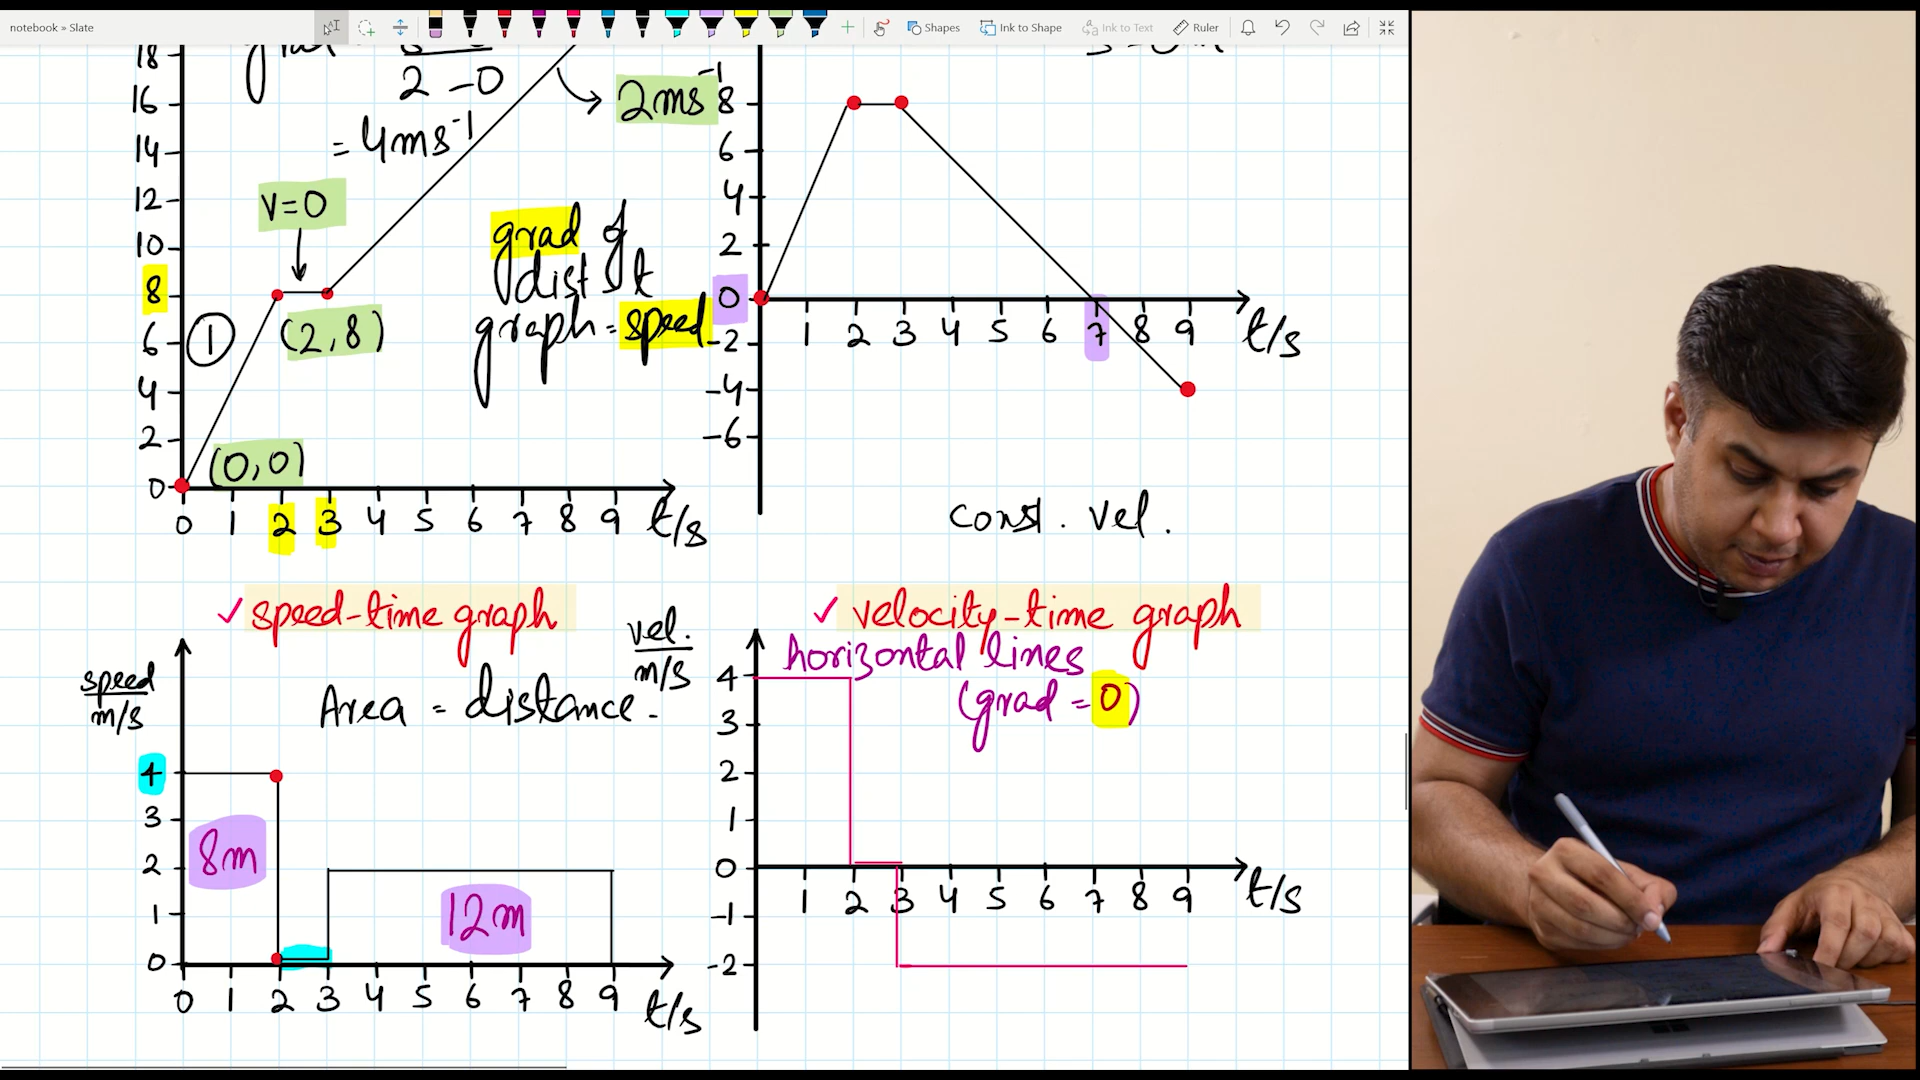 notebook » Slate
Shapes
Ink to Shape
Ink to Text
Ruler
18
16
14
12
10
8
6
4
2
0
0 1 2 3 4 5 6 7 8 9 t/s
2 - 0
= 4ms⁻¹
2ms⁻¹
v=0
①
(2,8)
(0,0)
grad of
dist t
graph = speed
8
6
4
2
0
-2
-4
-6
1 2 3 4 5 6 7 8 9 t/s
const. vel.
✓ speed-time graph
speed
m/s
Area = distance.
4
3
2
1
0
8m
12m
0 1 2 3 4 5 6 7 8 9 t/s
✓ velocity-time graph
vel.
m/s
horizontal lines
(grad = 0)
4
3
2
1
0
-1
-2
1 2 3 4 5 6 7 8 9 t/s